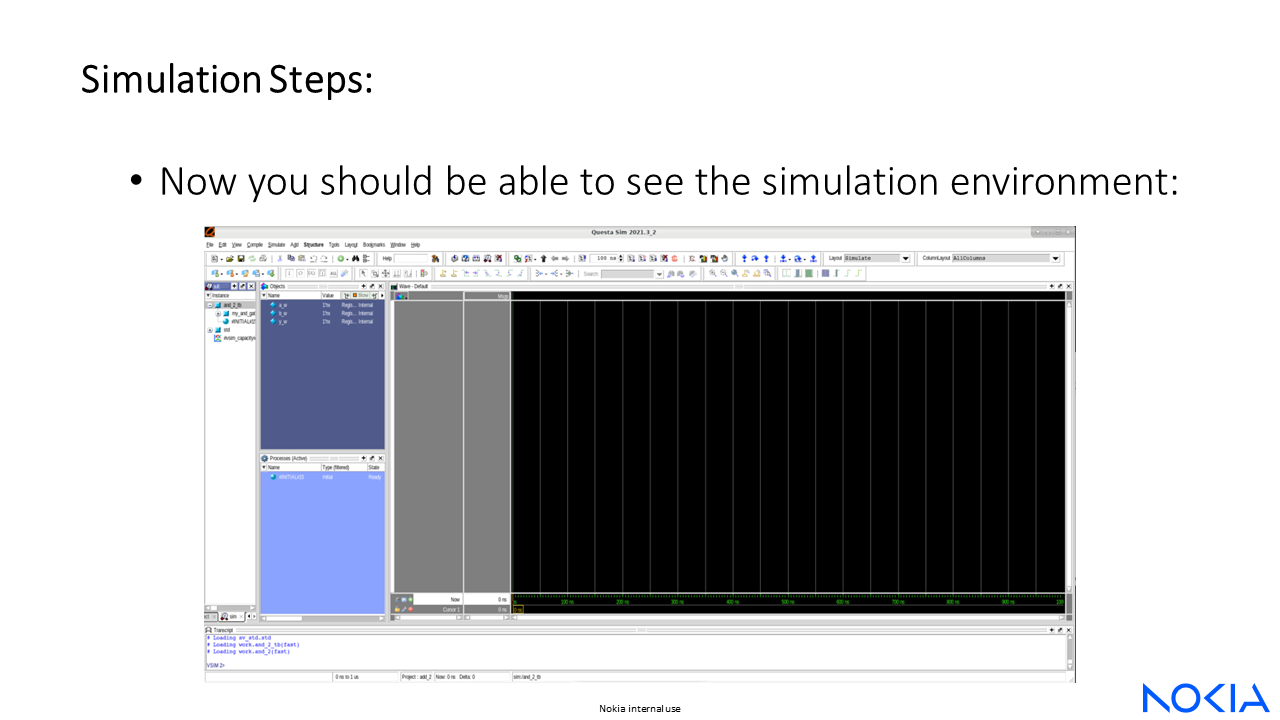 Simulation Steps:
• Now you should be able to see the simulation environment:
Questa Sim 2021.3_2
File Edit View Compile Simulate Add Structure Tools Layout Bookmarks Window Help
Help
100 ns
Layout Simulate
ColumnLayout AllColumns
Search:
Objects
Wave - Default
Instance
Name Value
Msgs
and_2_tb
a_w 1'hx Regis... Internal
b_w 1'hx Regis... Internal
y_w 1'hx Regis... Internal
my_and_gat
#INITIAL#15
std
#vsim_capacity#
Processes (Active)
Name Type (filtered) State
#INITIAL#15 Initial Ready
Now 0 ns
Cursor 1 0 ns
100 ns 200 ns 300 ns 400 ns 500 ns 600 ns 700 ns 800 ns 900 ns
0 ns
sim
Transcript
# Loading sv_std.std
# Loading work.and_2_tb(fast)
# Loading work.and_2(fast)
VSIM 2>
0 ns to 1 us Project : add_2 Now: 0 ns Delta: 0 sim:/and_2_tb
Nokia internal use
NOKIA